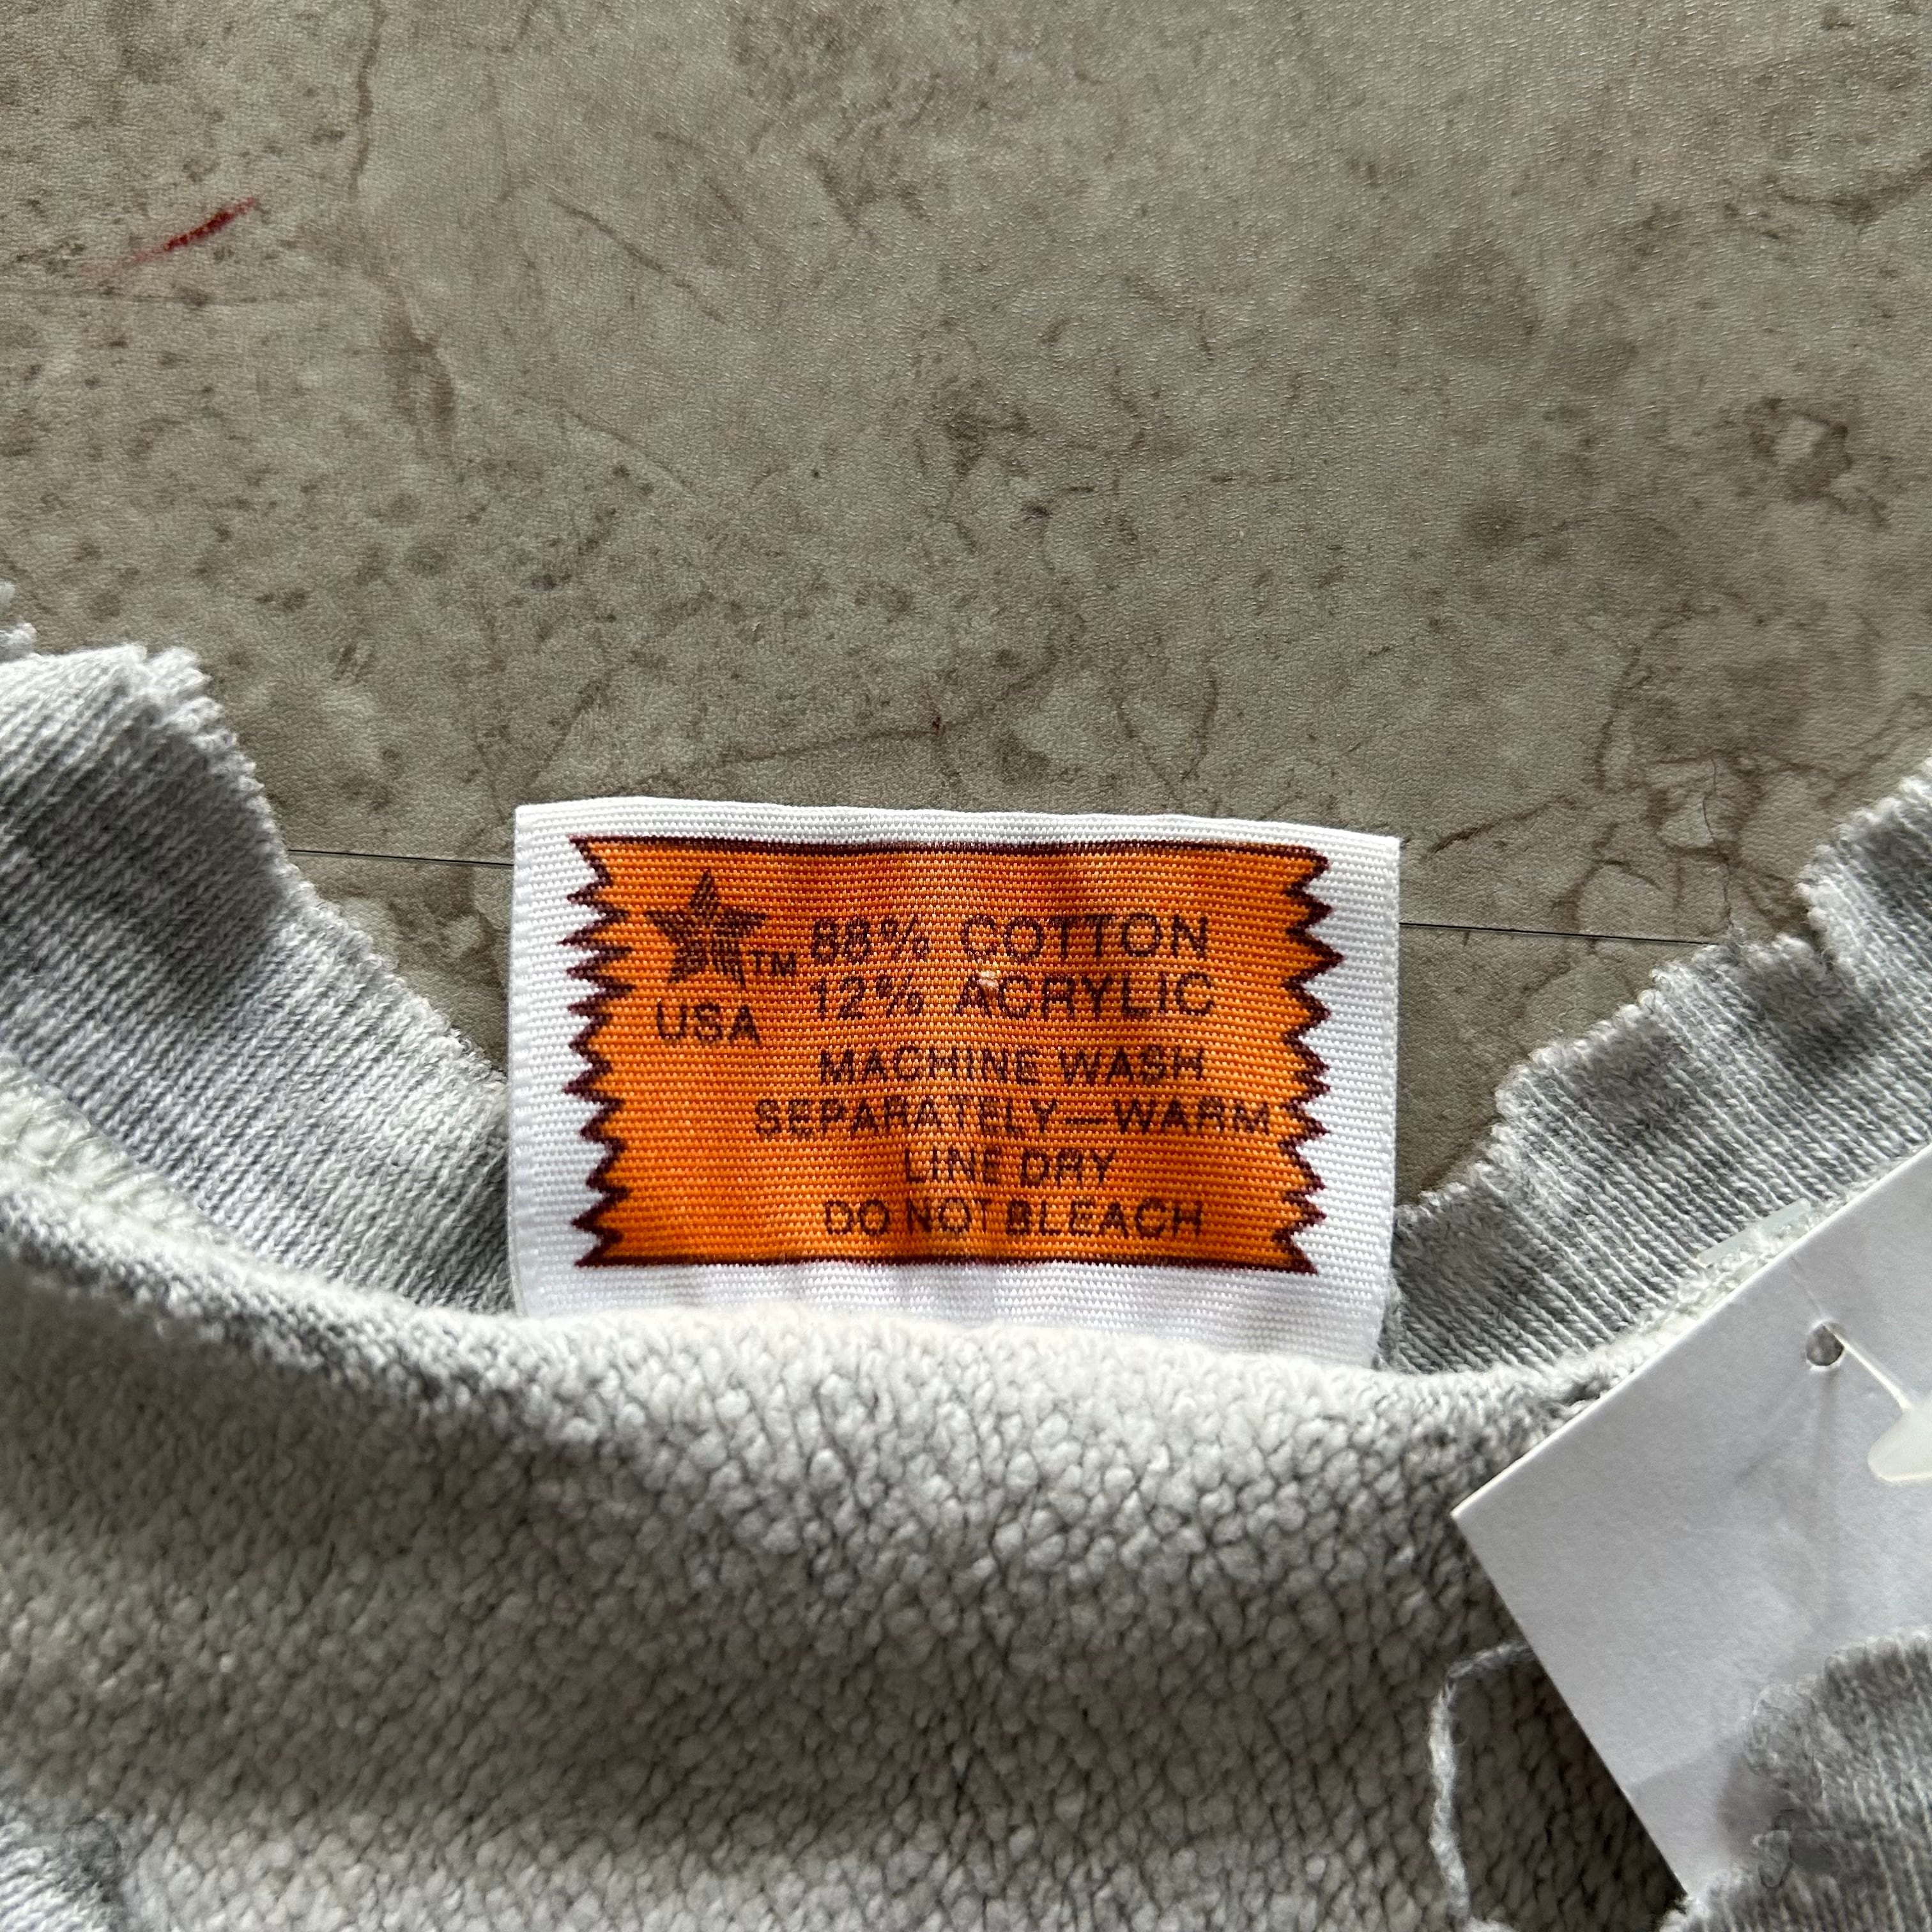 TM 88% COTTON
12% ACRYLIC
USA
MACHINE WASH
SEPARATELY—WARM
LINE DRY
DO NOT BLEACH